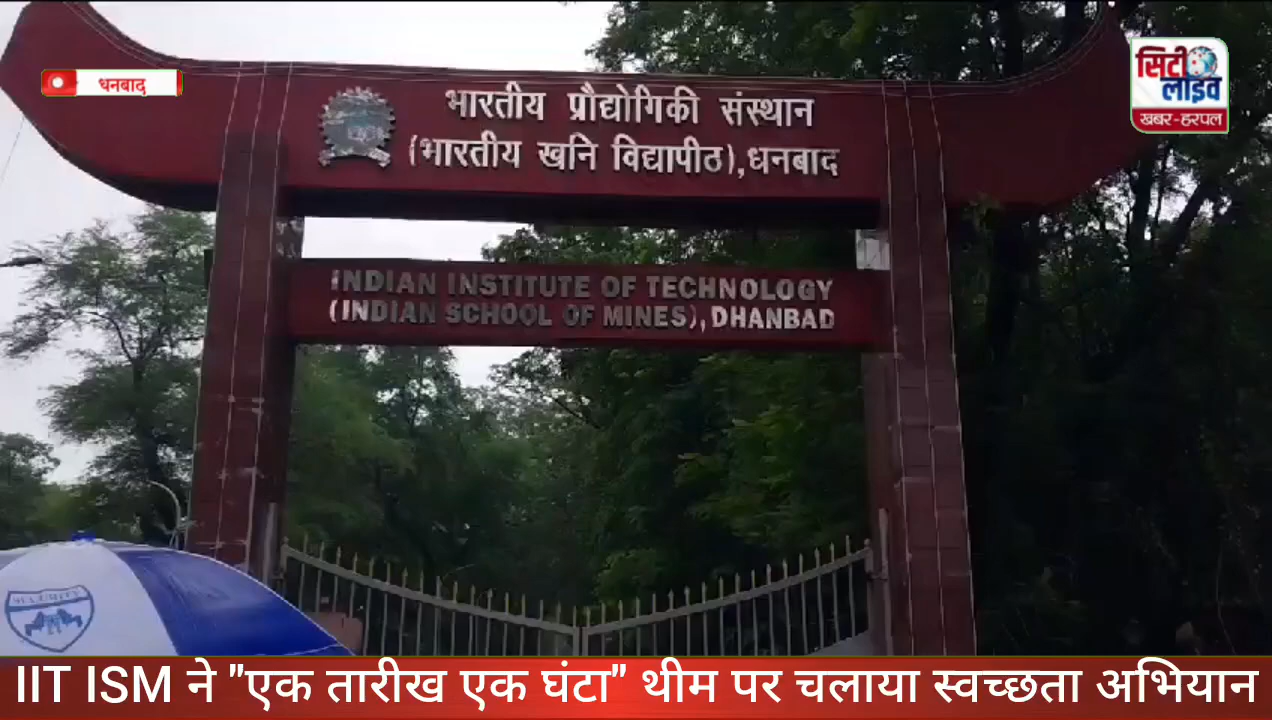 धनबाद
सिटी
लाइव
खबर-हरपल
भारतीय प्रौद्योगिकी संस्थान
(भारतीय खनि विद्यापीठ),धनबाद
INDIAN INSTITUTE OF TECHNOLOGY
(INDIAN SCHOOL OF MINES), DHANBAD
SECURITY
IIT ISM ने "एक तारीख एक घंटा" थीम पर चलाया स्वच्छता अभियान